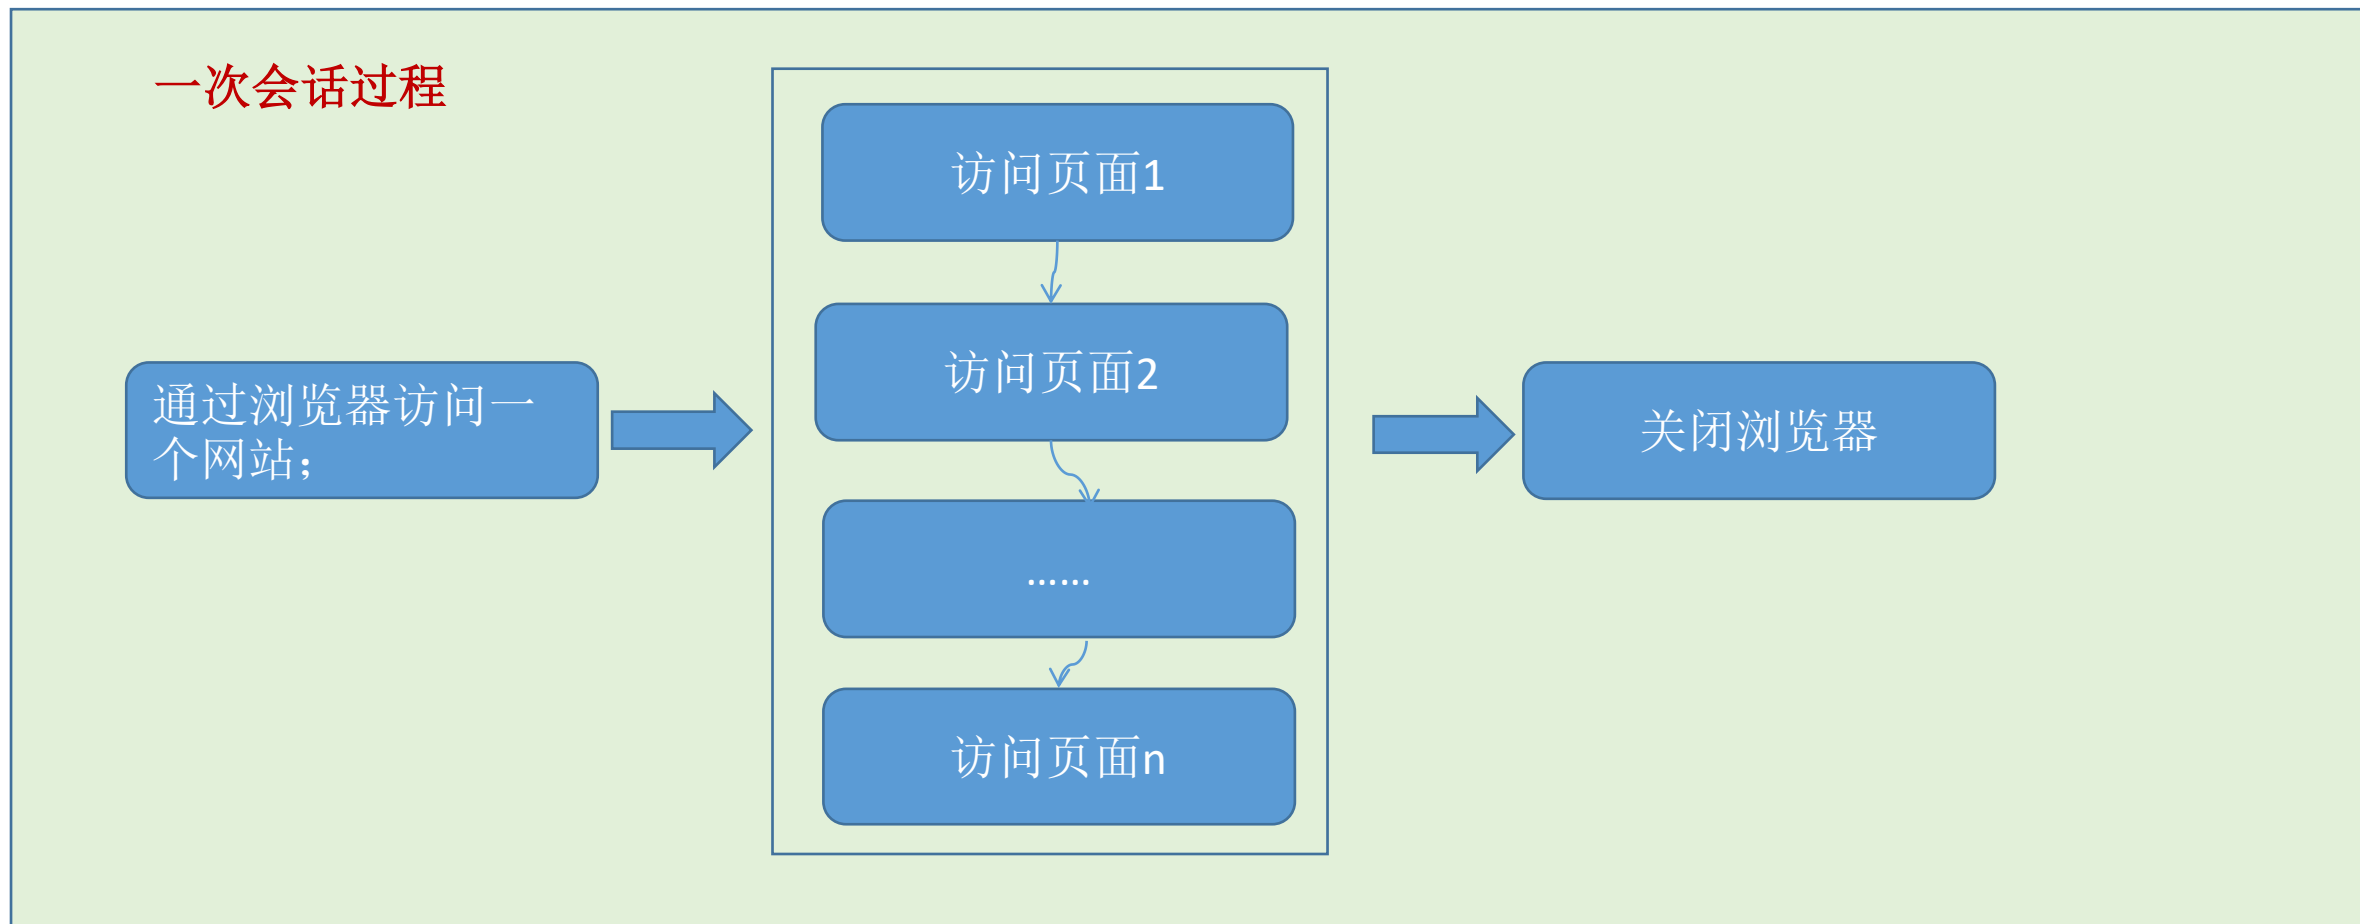 一次会话过程
访问页面1
访问页面2
通过浏览器访问一
个网站；
关闭浏览器
……
访问页面n